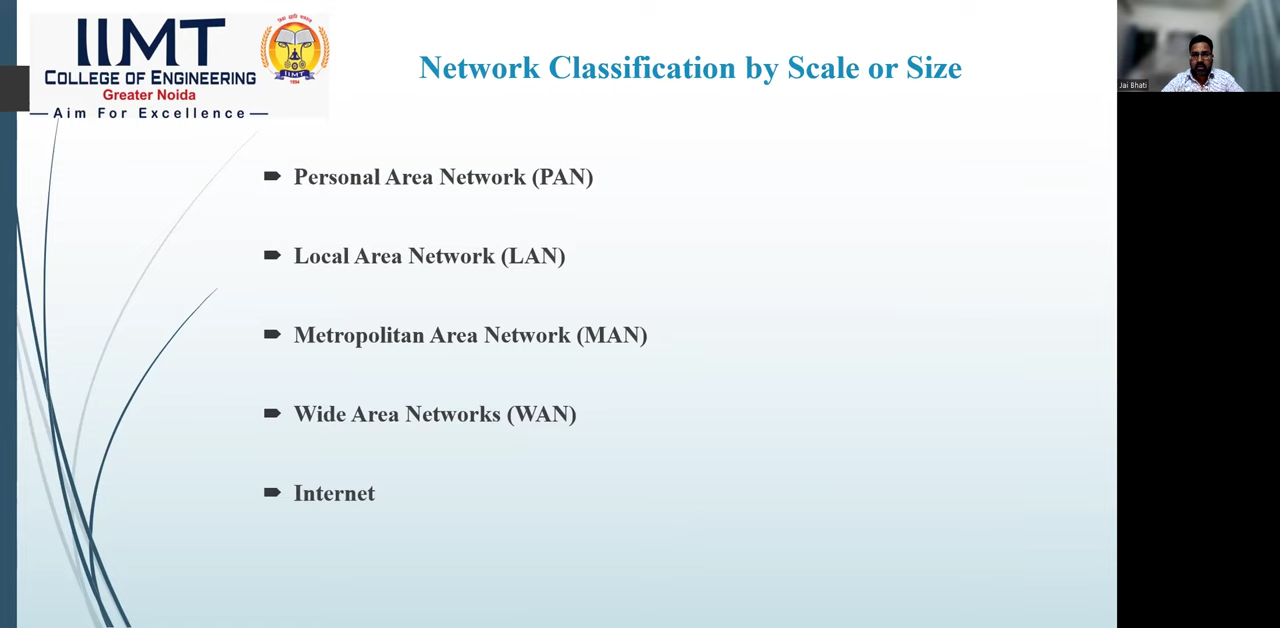 IIMT
COLLEGE OF ENGINEERING
Greater Noida
Aim For Excellence
IIMT
Network Classification by Scale or Size
Jai Bhati
Personal Area Network (PAN)
Local Area Network (LAN)
Metropolitan Area Network (MAN)
Wide Area Networks (WAN)
Internet